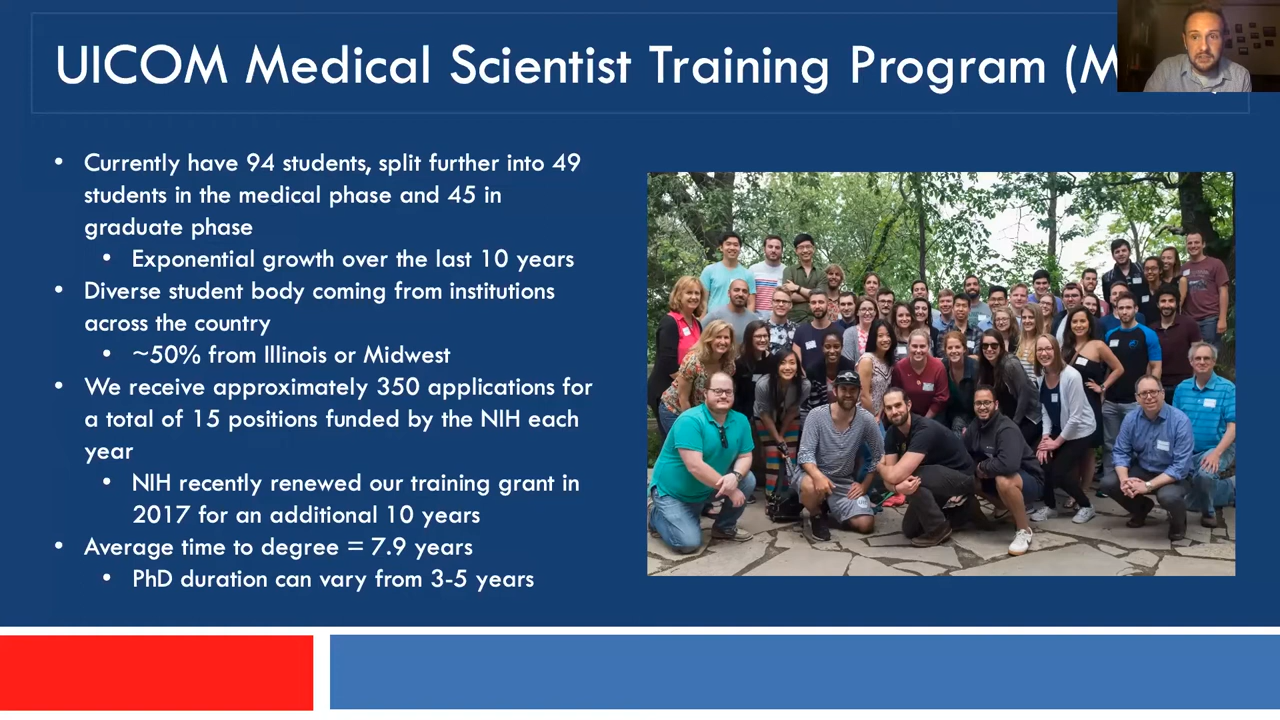 UICOM Medical Scientist Training Program (M
• Currently have 94 students, split further into 49
students in the medical phase and 45 in
graduate phase
• Exponential growth over the last 10 years
• Diverse student body coming from institutions
across the country
• ~50% from Illinois or Midwest
• We receive approximately 350 applications for
a total of 15 positions funded by the NIH each
year
• NIH recently renewed our training grant in
2017 for an additional 10 years
• Average time to degree = 7.9 years
• PhD duration can vary from 3-5 years